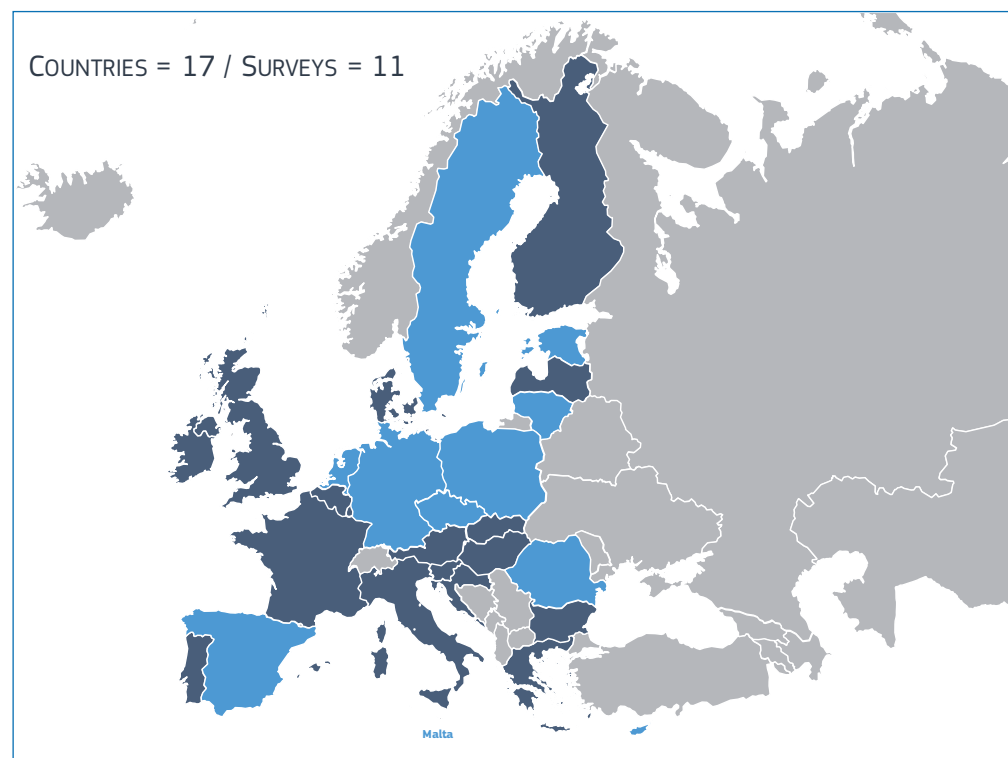 Countries = 17 / Surveys = 11
Malta